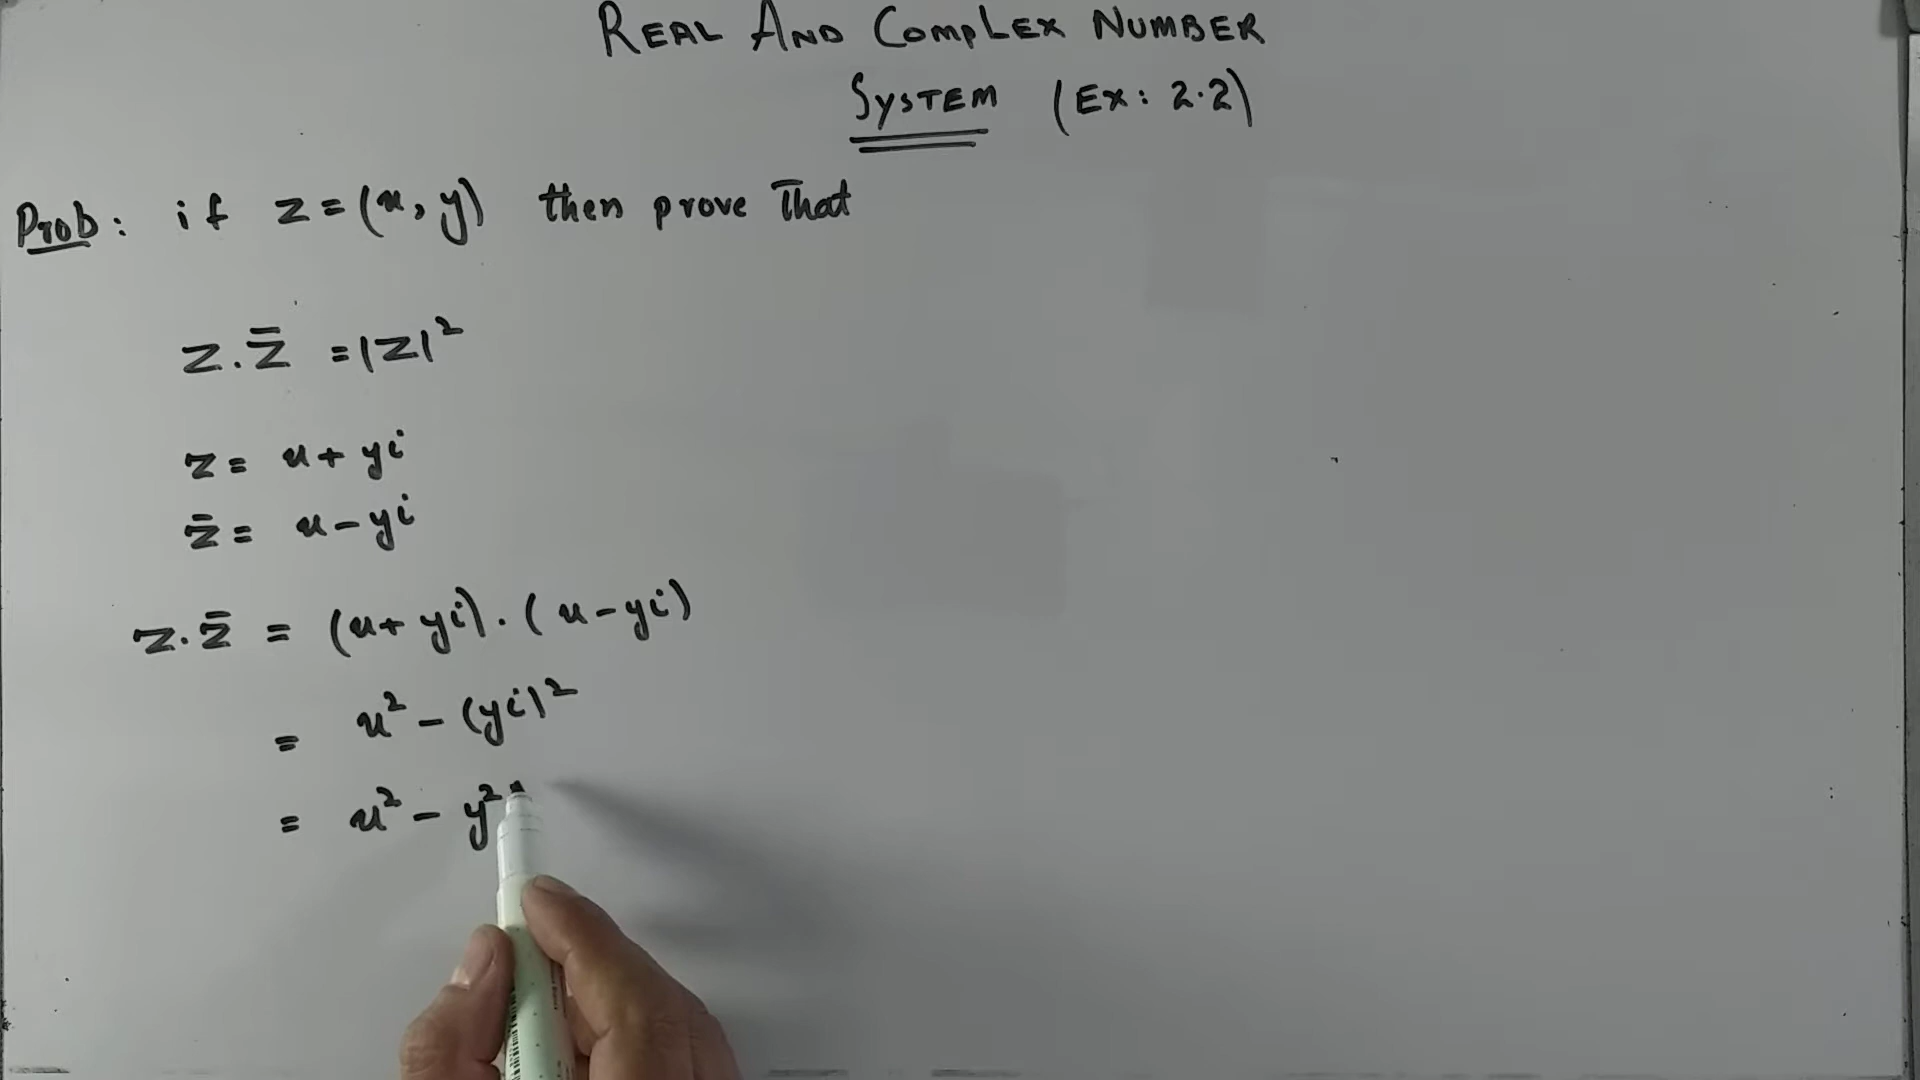 REAL AND COMPLEX NUMBER
SYSTEM (EX: 2.2)
Prob: if z = (x, y) then prove That
z.z̄ = |z|²
z = x + yi
z̄ = x - yi
z.z̄ = (x + yi).(x - yi)
= x² - (yi)²
= x² - y²